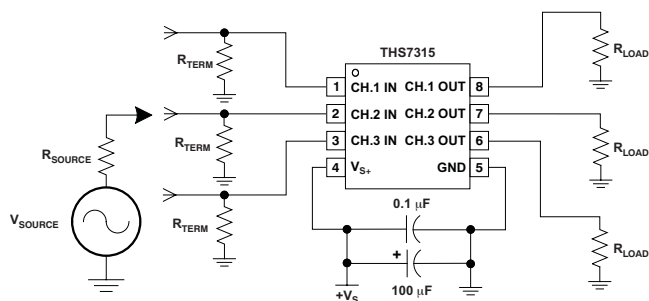 THS7315
R_TERM
R_LOAD
1 CH.1 IN CH.1 OUT 8
2 CH.2 IN CH.2 OUT 7
3 CH.3 IN CH.3 OUT 6
4 V_S+ GND 5
R_TERM
R_LOAD
R_SOURCE
V_SOURCE
R_TERM
R_LOAD
0.1 μF
+
100 μF
+V_S